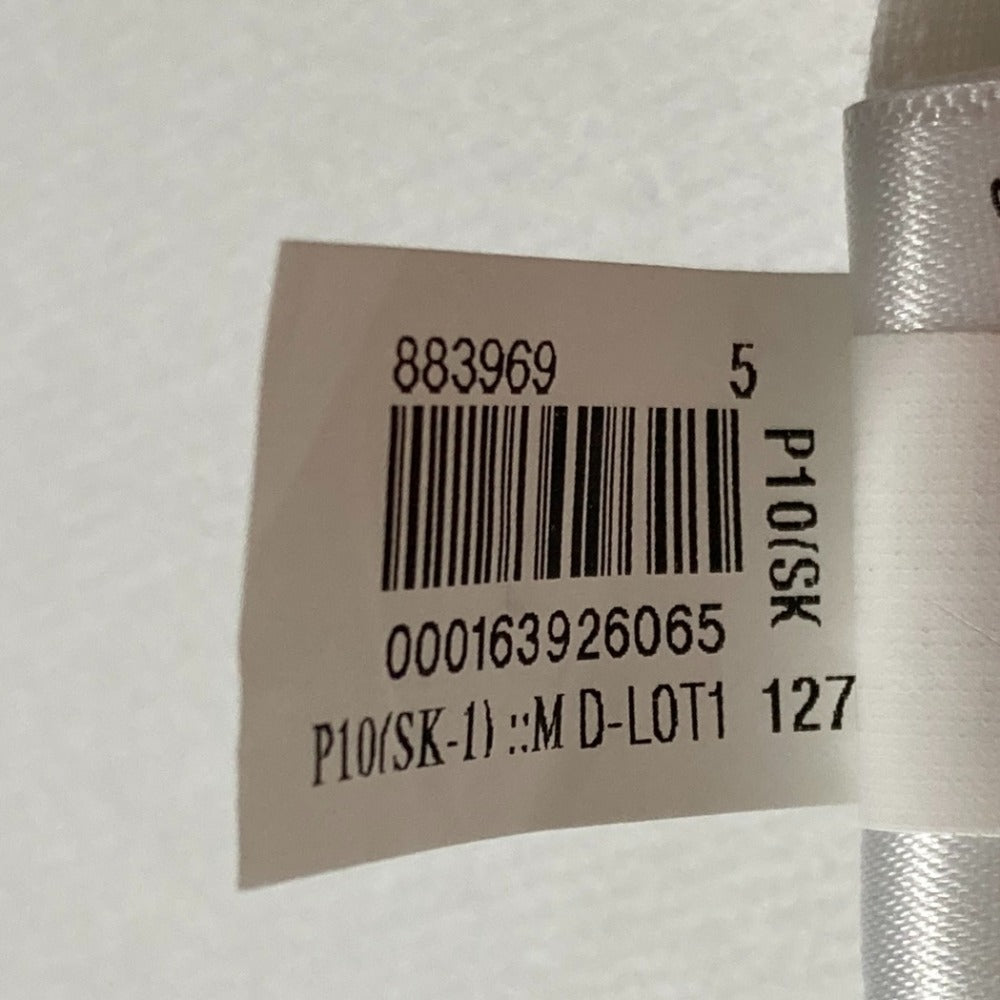 883969 5
P10(SK
000163926065
P10(SK-1) ::M D-LOT1 127